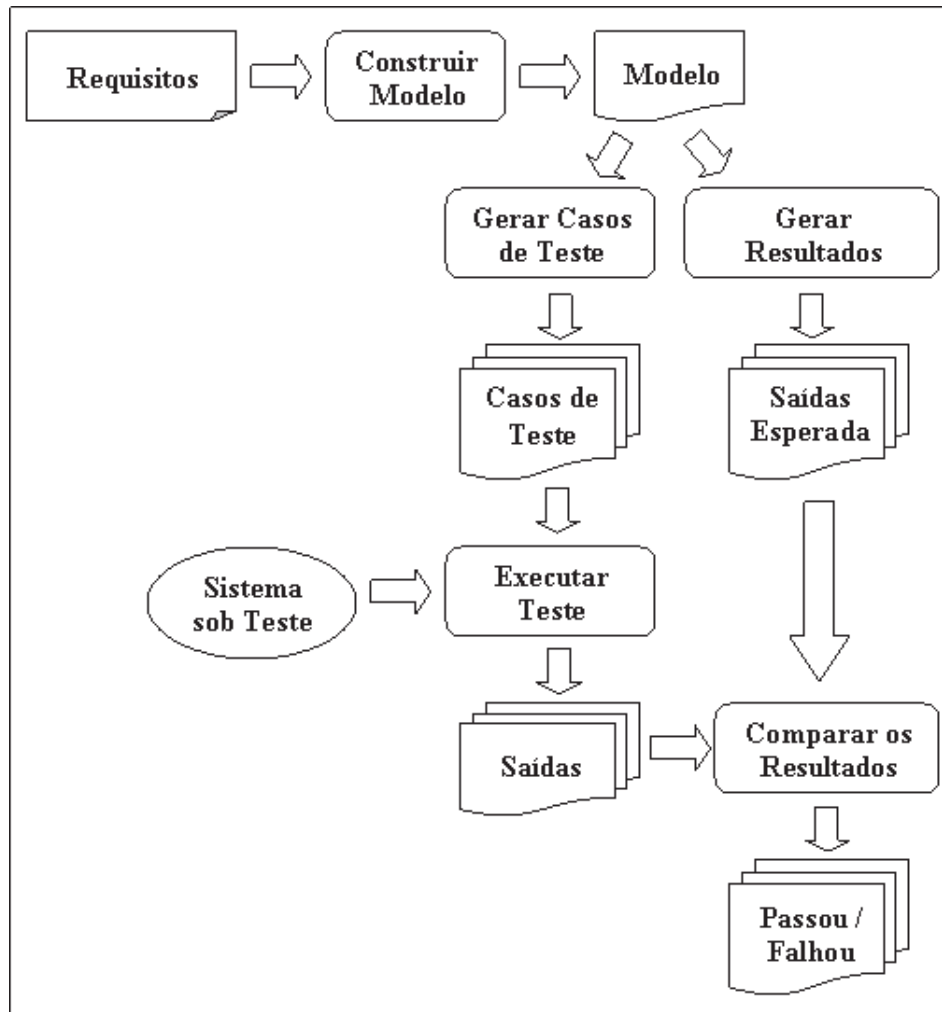 Requisitos
Construir
Modelo
Modelo
Gerar Casos
de Teste
Gerar
Resultados
Casos de
Teste
Saídas
Esperada
Sistema
sob Teste
Executar
Teste
Saídas
Comparar os
Resultados
Passou /
Falhou